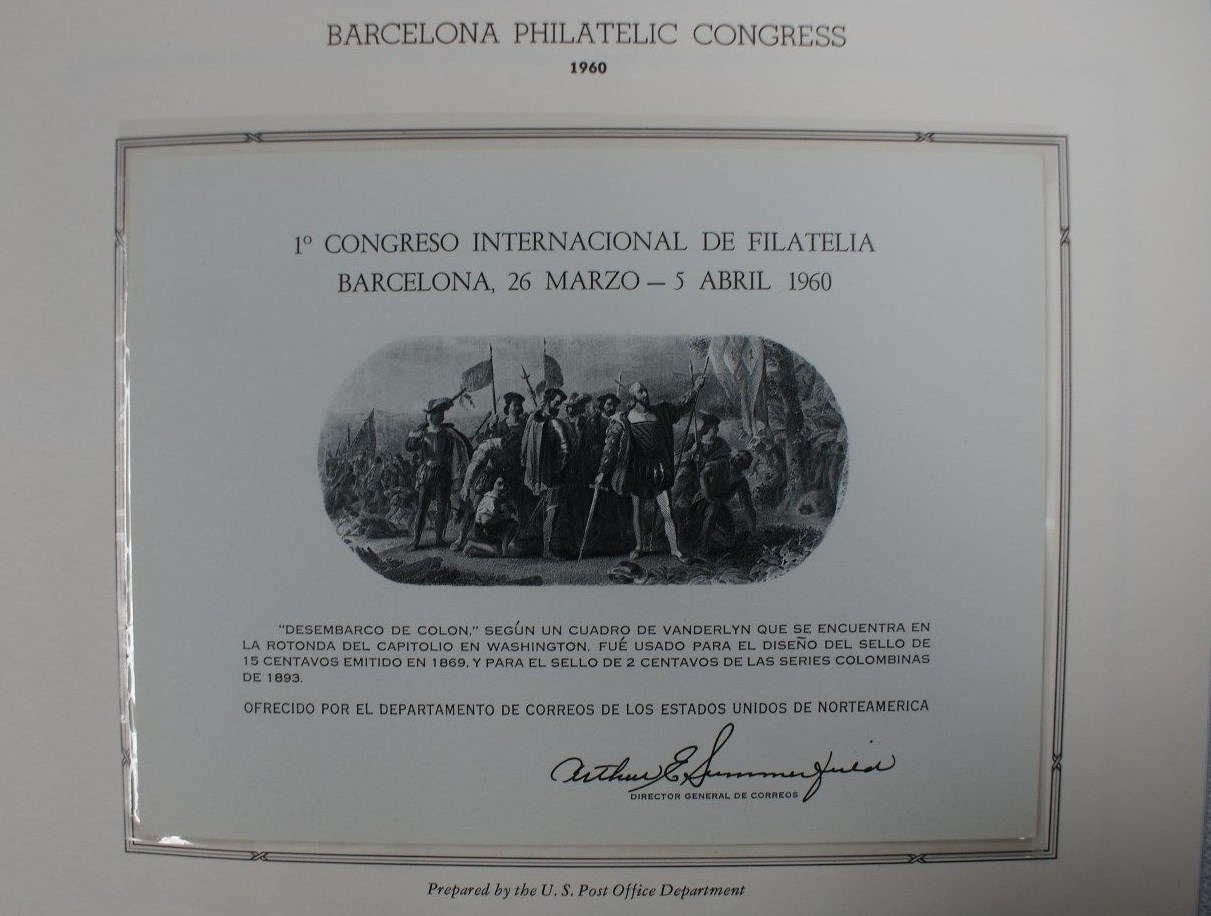 BARCELONA PHILATELIC CONGRESS
1960
1º CONGRESO INTERNACIONAL DE FILATELIA
BARCELONA, 26 MARZO — 5 ABRIL 1960
"DESEMBARCO DE COLON," SEGÚN UN CUADRO DE VANDERLYN QUE SE ENCUENTRA EN
LA ROTONDA DEL CAPITOLIO EN WASHINGTON. FUÉ USADO PARA EL DISEÑO DEL SELLO DE
15 CENTAVOS EMITIDO EN 1869, Y PARA EL SELLO DE 2 CENTAVOS DE LAS SERIES COLOMBINAS
DE 1893.
OFRECIDO POR EL DEPARTAMENTO DE CORREOS DE LOS ESTADOS UNIDOS DE NORTEAMERICA
Arthur E Summerfield
DIRECTOR GENERAL DE CORREOS
Prepared by the U. S. Post Office Department